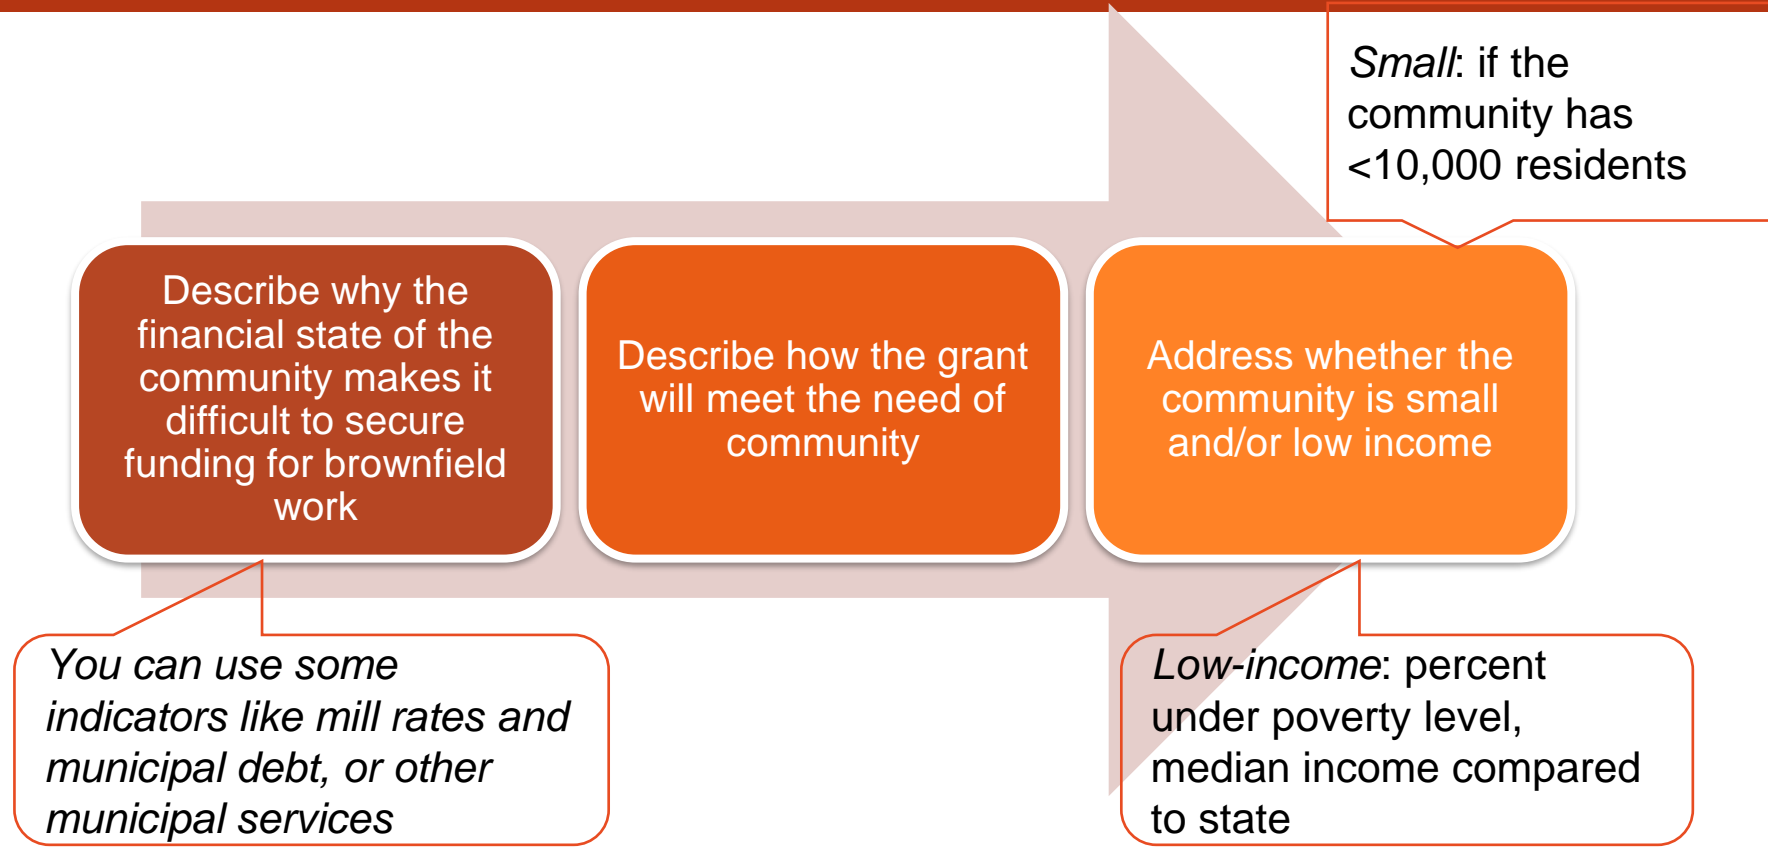 Small: if the
community has
<10,000 residents
Describe why the
financial state of the
community makes it
difficult to secure
funding for brownfield
work
Describe how the grant
will meet the need of
community
Address whether the
community is small
and/or low income
You can use some
indicators like mill rates and
municipal debt, or other
municipal services
Low-income: percent
under poverty level,
median income compared
to state